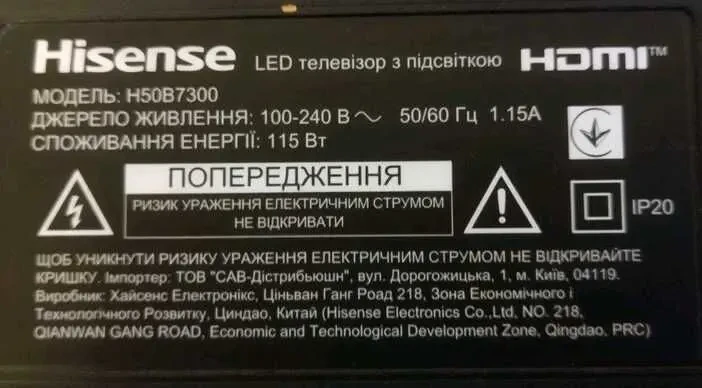 Hisense LED телевізор з підсвіткою HDMI™
МОДЕЛЬ: H50B7300
ДЖЕРЕЛО ЖИВЛЕННЯ: 100-240 В ~ 50/60 Гц 1.15А
СПОЖИВАННЯ ЕНЕРГІЇ: 115 Вт
ПОПЕРЕДЖЕННЯ
РИЗИК УРАЖЕННЯ ЕЛЕКТРИЧНИМ СТРУМОМ
НЕ ВІДКРИВАТИ
IP20
ЩОБ УНИКНУТИ РИЗИКУ УРАЖЕННЯ ЕЛЕКТРИЧНИМ СТРУМОМ НЕ ВІДКРИВАЙТЕ
КРИШКУ. Імпортер: ТОВ "САВ-Дістрибьюшн", вул. Дорогожицька, 1, м. Київ, 04119.
Виробник: Хайсенс Електронікс, Ціньван Ганг Роад 218, Зона Економічного і
Технологічного Розвитку, Циндао, Китай (Hisense Electronics Co.,Ltd, NO. 218,
QIANWAN GANG ROAD, Economic and Technological Development Zone, Qingdao, PRC)